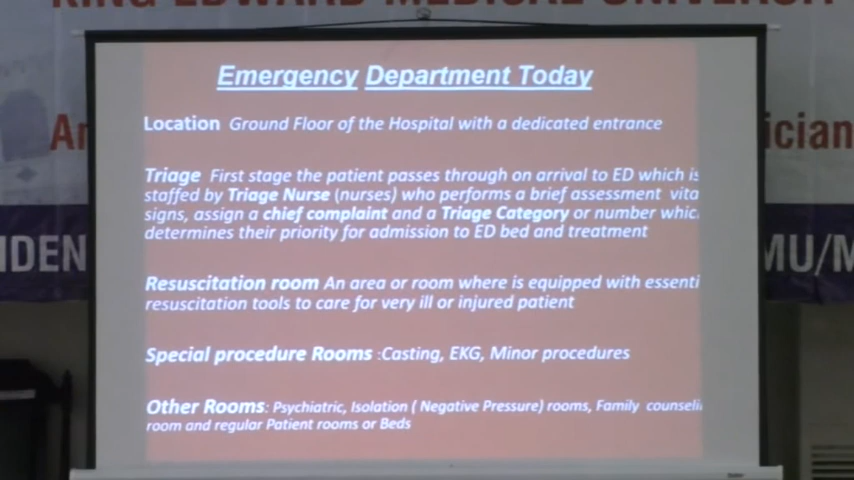 KING EDWARD MEDICAL UNIVERSIT
Emergency Department Today
Location Ground Floor of the Hospital with a dedicated entrance
An
ician
Triage First stage the patient passes through on arrival to ED which is
staffed by Triage Nurse (nurses) who performs a brief assessment vita
signs, assign a chief complaint and a Triage Category or number whic
determines their priority for admission to ED bed and treatment
IDEN
MU/M
Resuscitation room An area or room where is equipped with essenti
resuscitation tools to care for very ill or injured patient
Special procedure Rooms :Casting, EKG, Minor procedures
Other Rooms: Psychiatric, Isolation ( Negative Pressure) rooms, Family counseli
room and regular Patient rooms or Beds